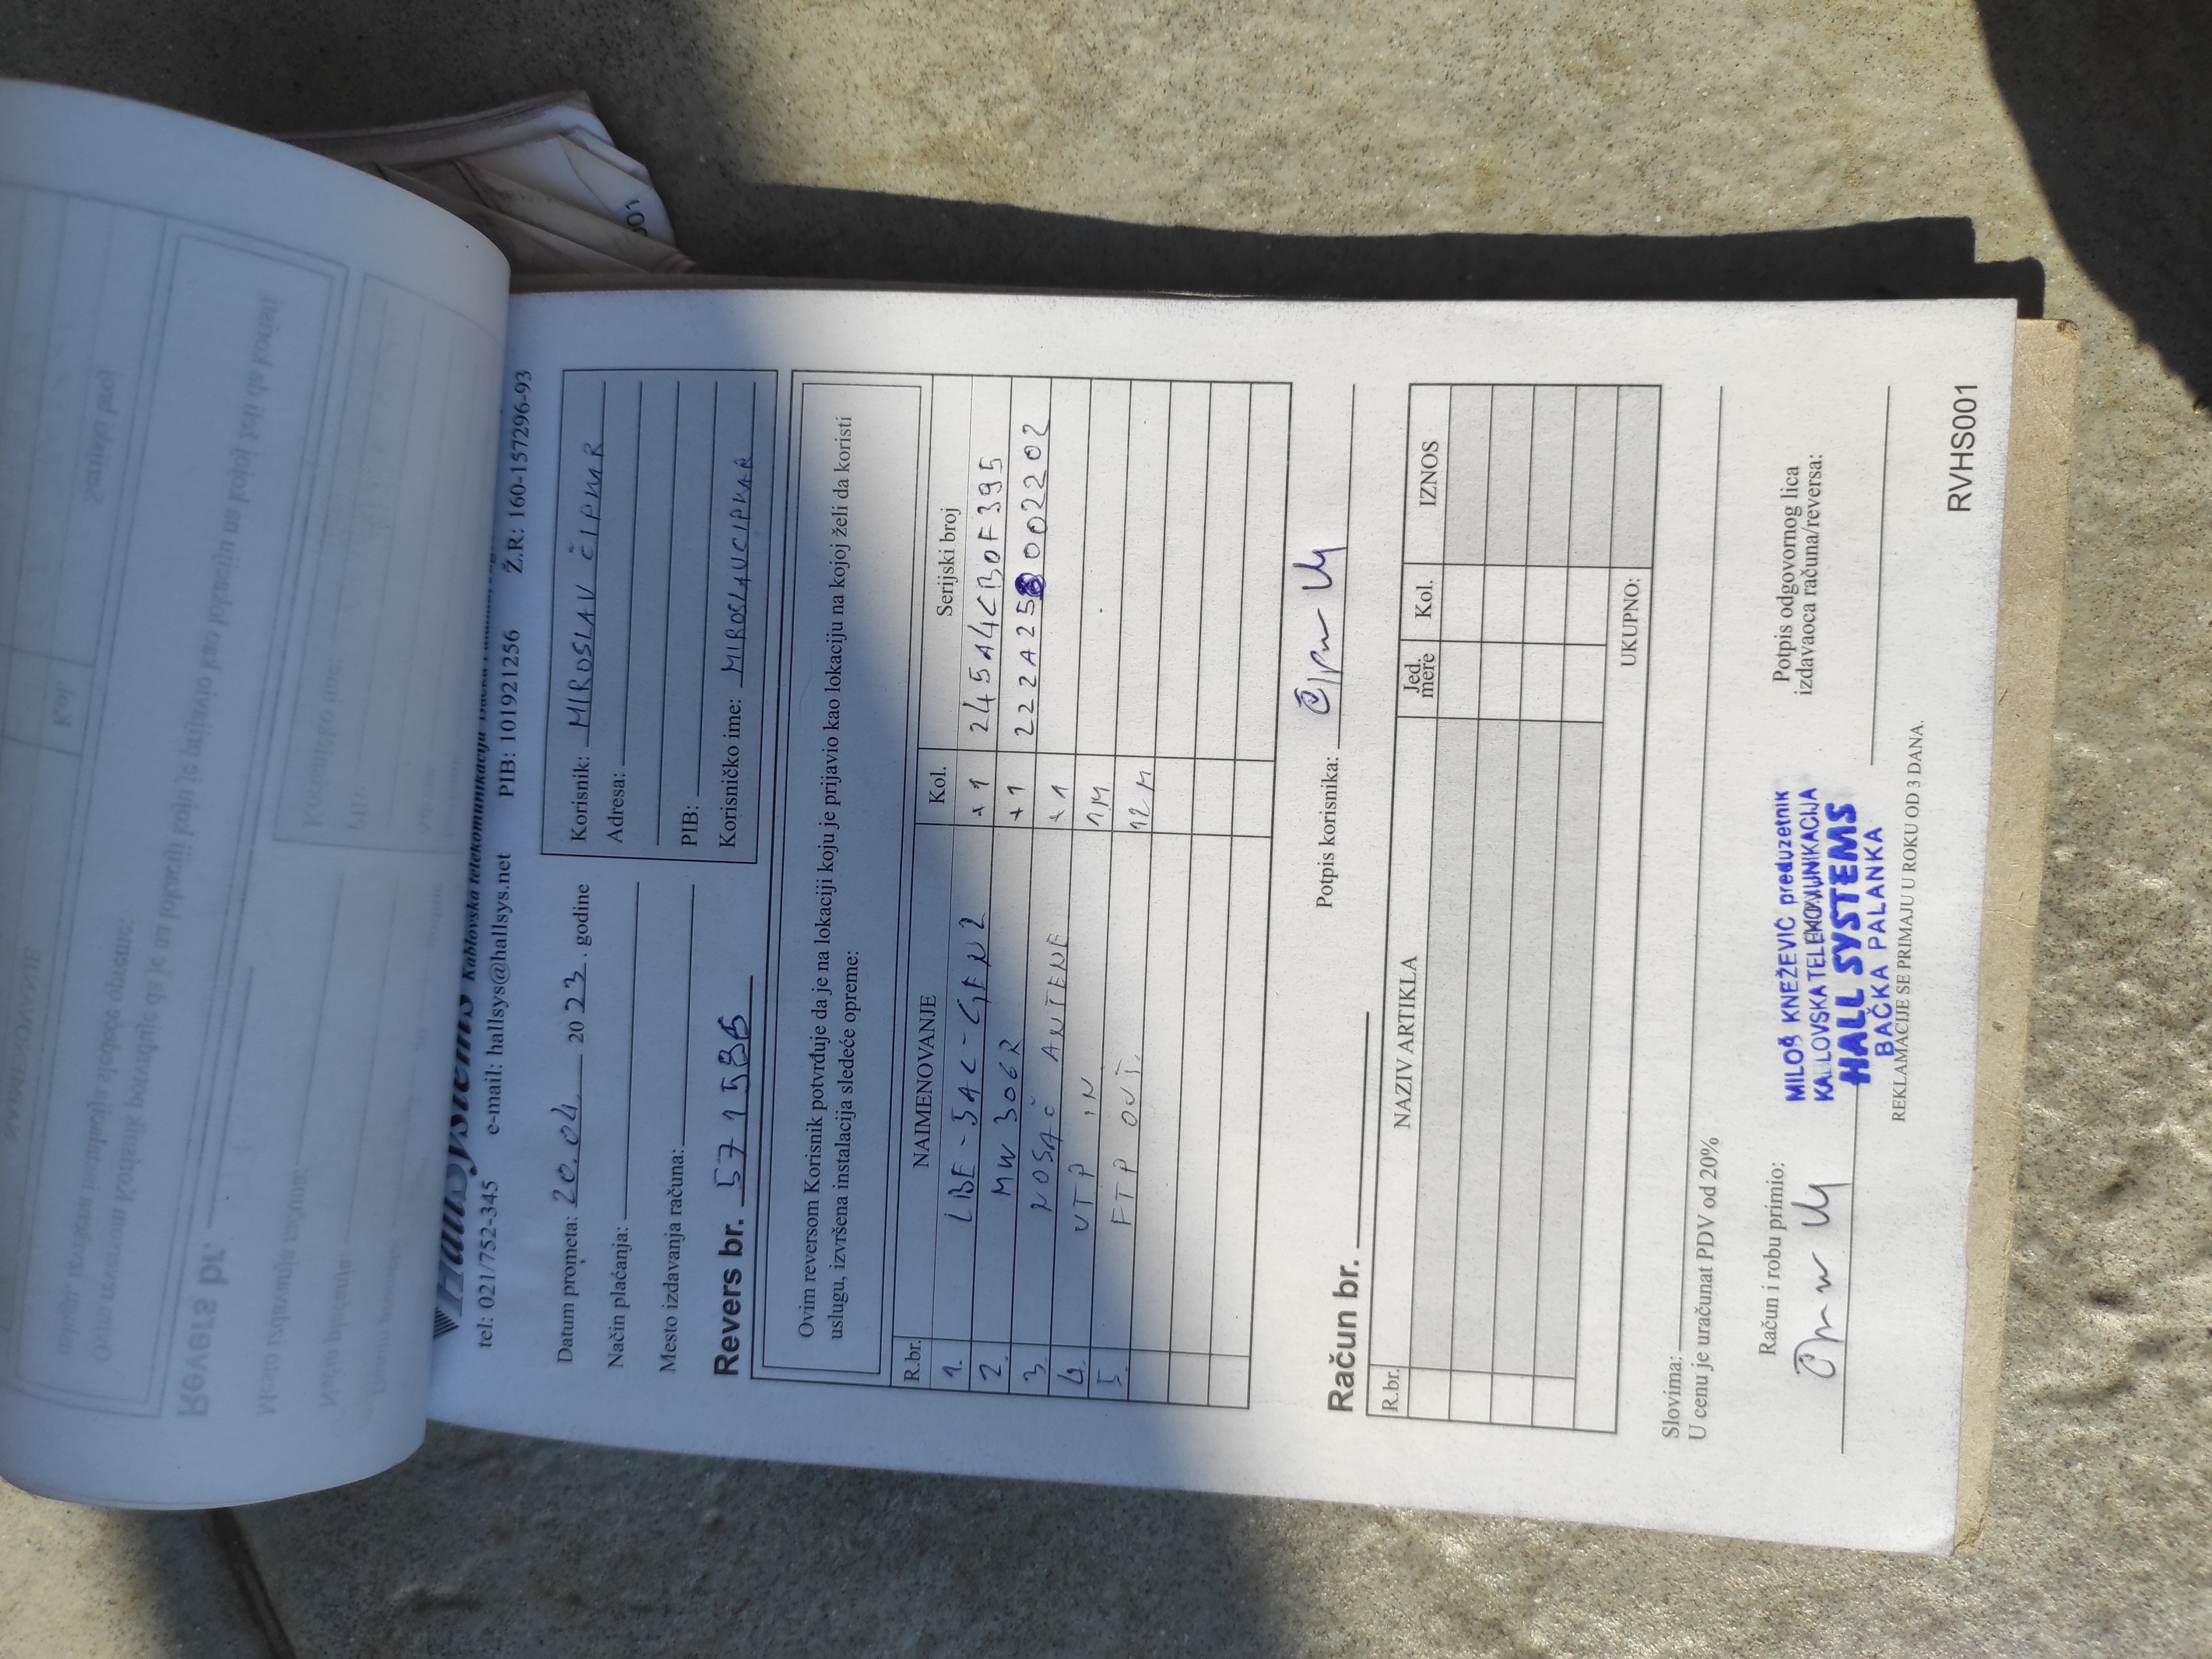 HallSystems Kablovska telekomunikacija
tel: 021/752-345 e-mail: hallsys@hallsys.net PIB: 101921256 Ž.R.: 160-157296-93
Datum prometa: 20.04 2023. godine
Način plaćanja:
Mesto izdavanja računa:
Korisnik: MIROSLAV ČIPKAR
Adresa:
PIB:
Korisničko ime: MIROSLAVCIPKAR
Revers br. 571586
Ovim reversom Korisnik potvrđuje da je na lokaciji koju je prijavio kao lokaciju na kojoj želi da koristi
uslugu, izvršena instalacija sledeće opreme:
R.br. NAIMENOVANJE Kol. Serijski broj
1. LBE-5AC-GEN2 +1 245A4CB0F395
2. MW 306R +1 222A2580022202
3. NOSAČ ANTENE +1
4. UTP IN 1M
5. FTP OUT 12M
Potpis korisnika:
Račun br.
R.br. NAZIV ARTIKLA Jed. mere Kol. IZNOS
UKUPNO:
Slovima:
U cenu je uračunat PDV od 20%
Račun i robu primio:
Potpis odgovornog lica
izdavaoca računa/reversa:
MILOŠ KNEŽEVIĆ preduzetnik
KABLOVSKA TELEKOMUNIKACIJA
HALL SYSTEMS
BAČKA PALANKA
REKLAMACIJE SE PRIMAJU U ROKU OD 3 DANA.
RVHS001